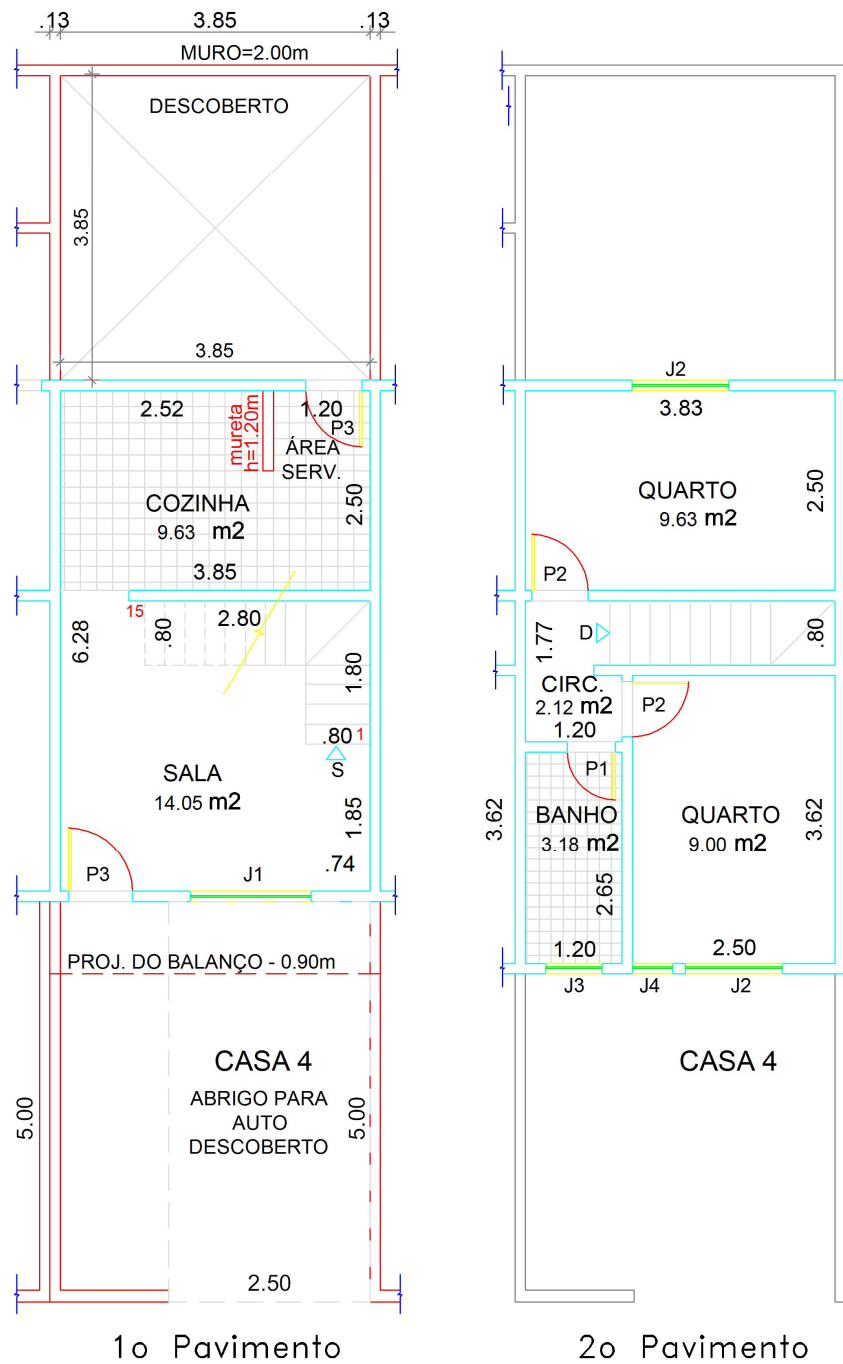 .13 3.85 .13
MURO=2.00m
DESCOBERTO
3.85
3.85
2.52 1.20
mureta
h=1.20m
P3
ÁREA
SERV.
COZINHA
9.63 m2
2.50
3.85
15
2.80
.80
6.28
1.80
.80 1
S
SALA
14.05 m2
1.85
.74
P3
J1
PROJ. DO BALANÇO - 0.90m
CASA 4
ABRIGO PARA
AUTO
DESCOBERTO
5.00
5.00
2.50
1o Pavimento
J2
3.83
QUARTO
9.63 m2
2.50
P2
D
1.77
.80
CIRC.
2.12 m2
1.20
P2
P1
BANHO
3.18 m2
3.62
QUARTO
9.00 m2
3.62
2.65
1.20
2.50
J3 J4 J2
CASA 4
2o Pavimento